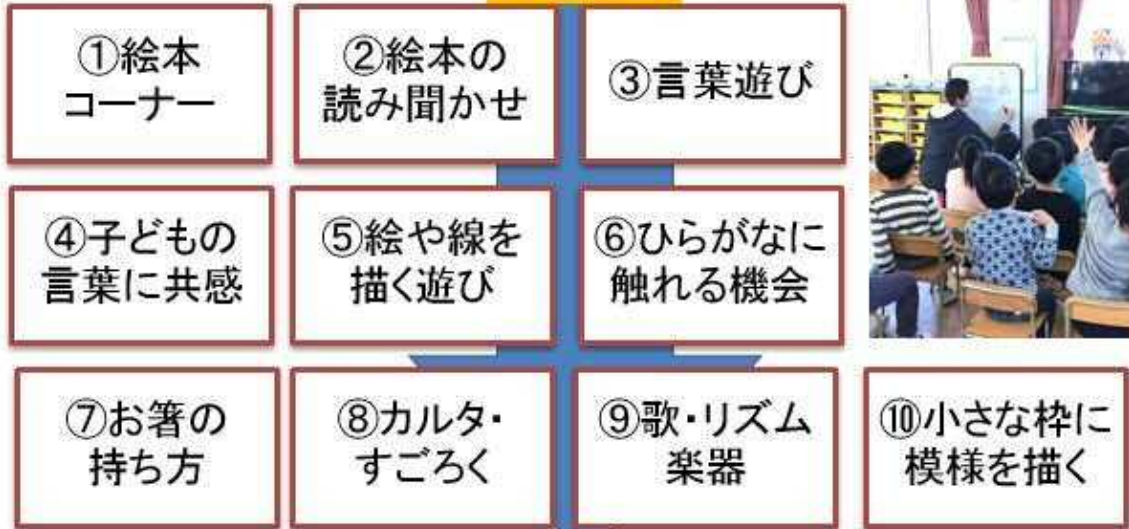 ①絵本
コーナー
②絵本の
読み聞かせ
③言葉遊び
④子どもの
言葉に共感
⑤絵や線を
描く遊び
⑥ひらがなに
触れる機会
⑦お箸の
持ち方
⑧カルタ・
すごろく
⑨歌・リズム
楽器
⑩小さな枠に
模様を描く